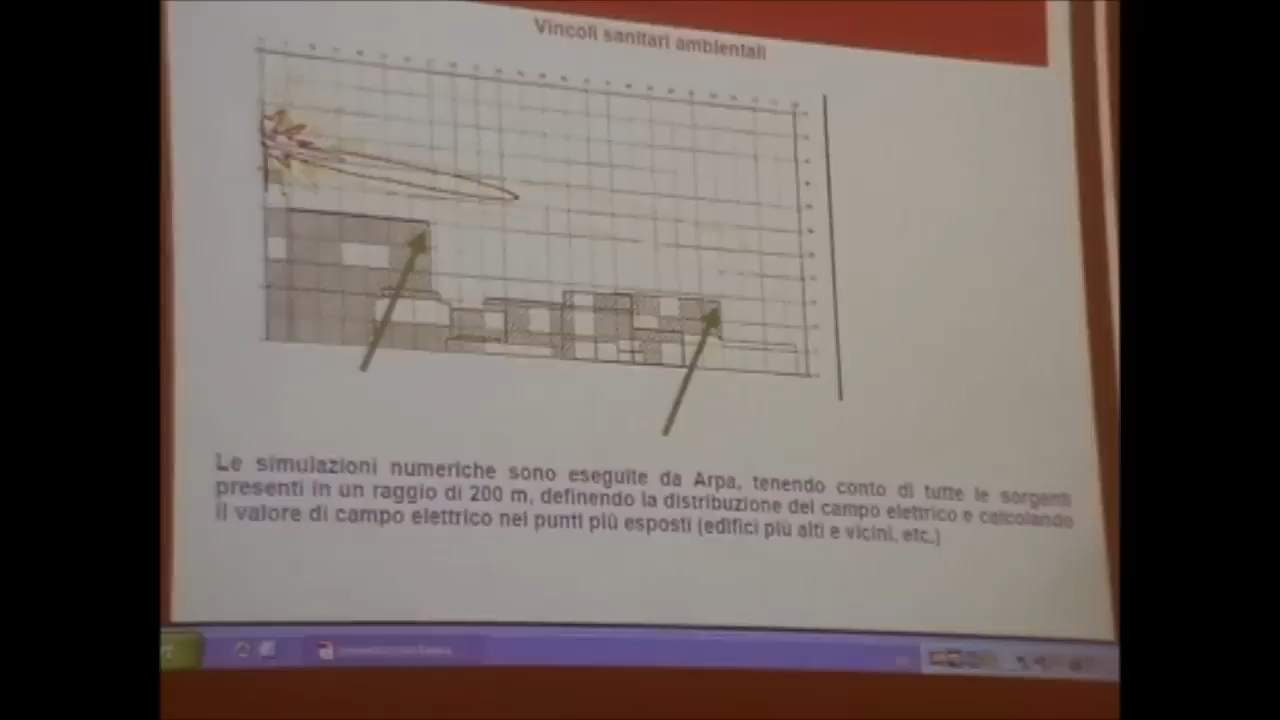 Vincoli sanitari ambientali
Le simulazioni numeriche sono eseguite da Arpa, tenendo conto di tutte le sorgenti
presenti in un raggio di 200 m, definendo la distribuzione del campo elettrico e calcolando
il valore di campo elettrico nei punti più esposti (edifici più alti e vicini, etc.)